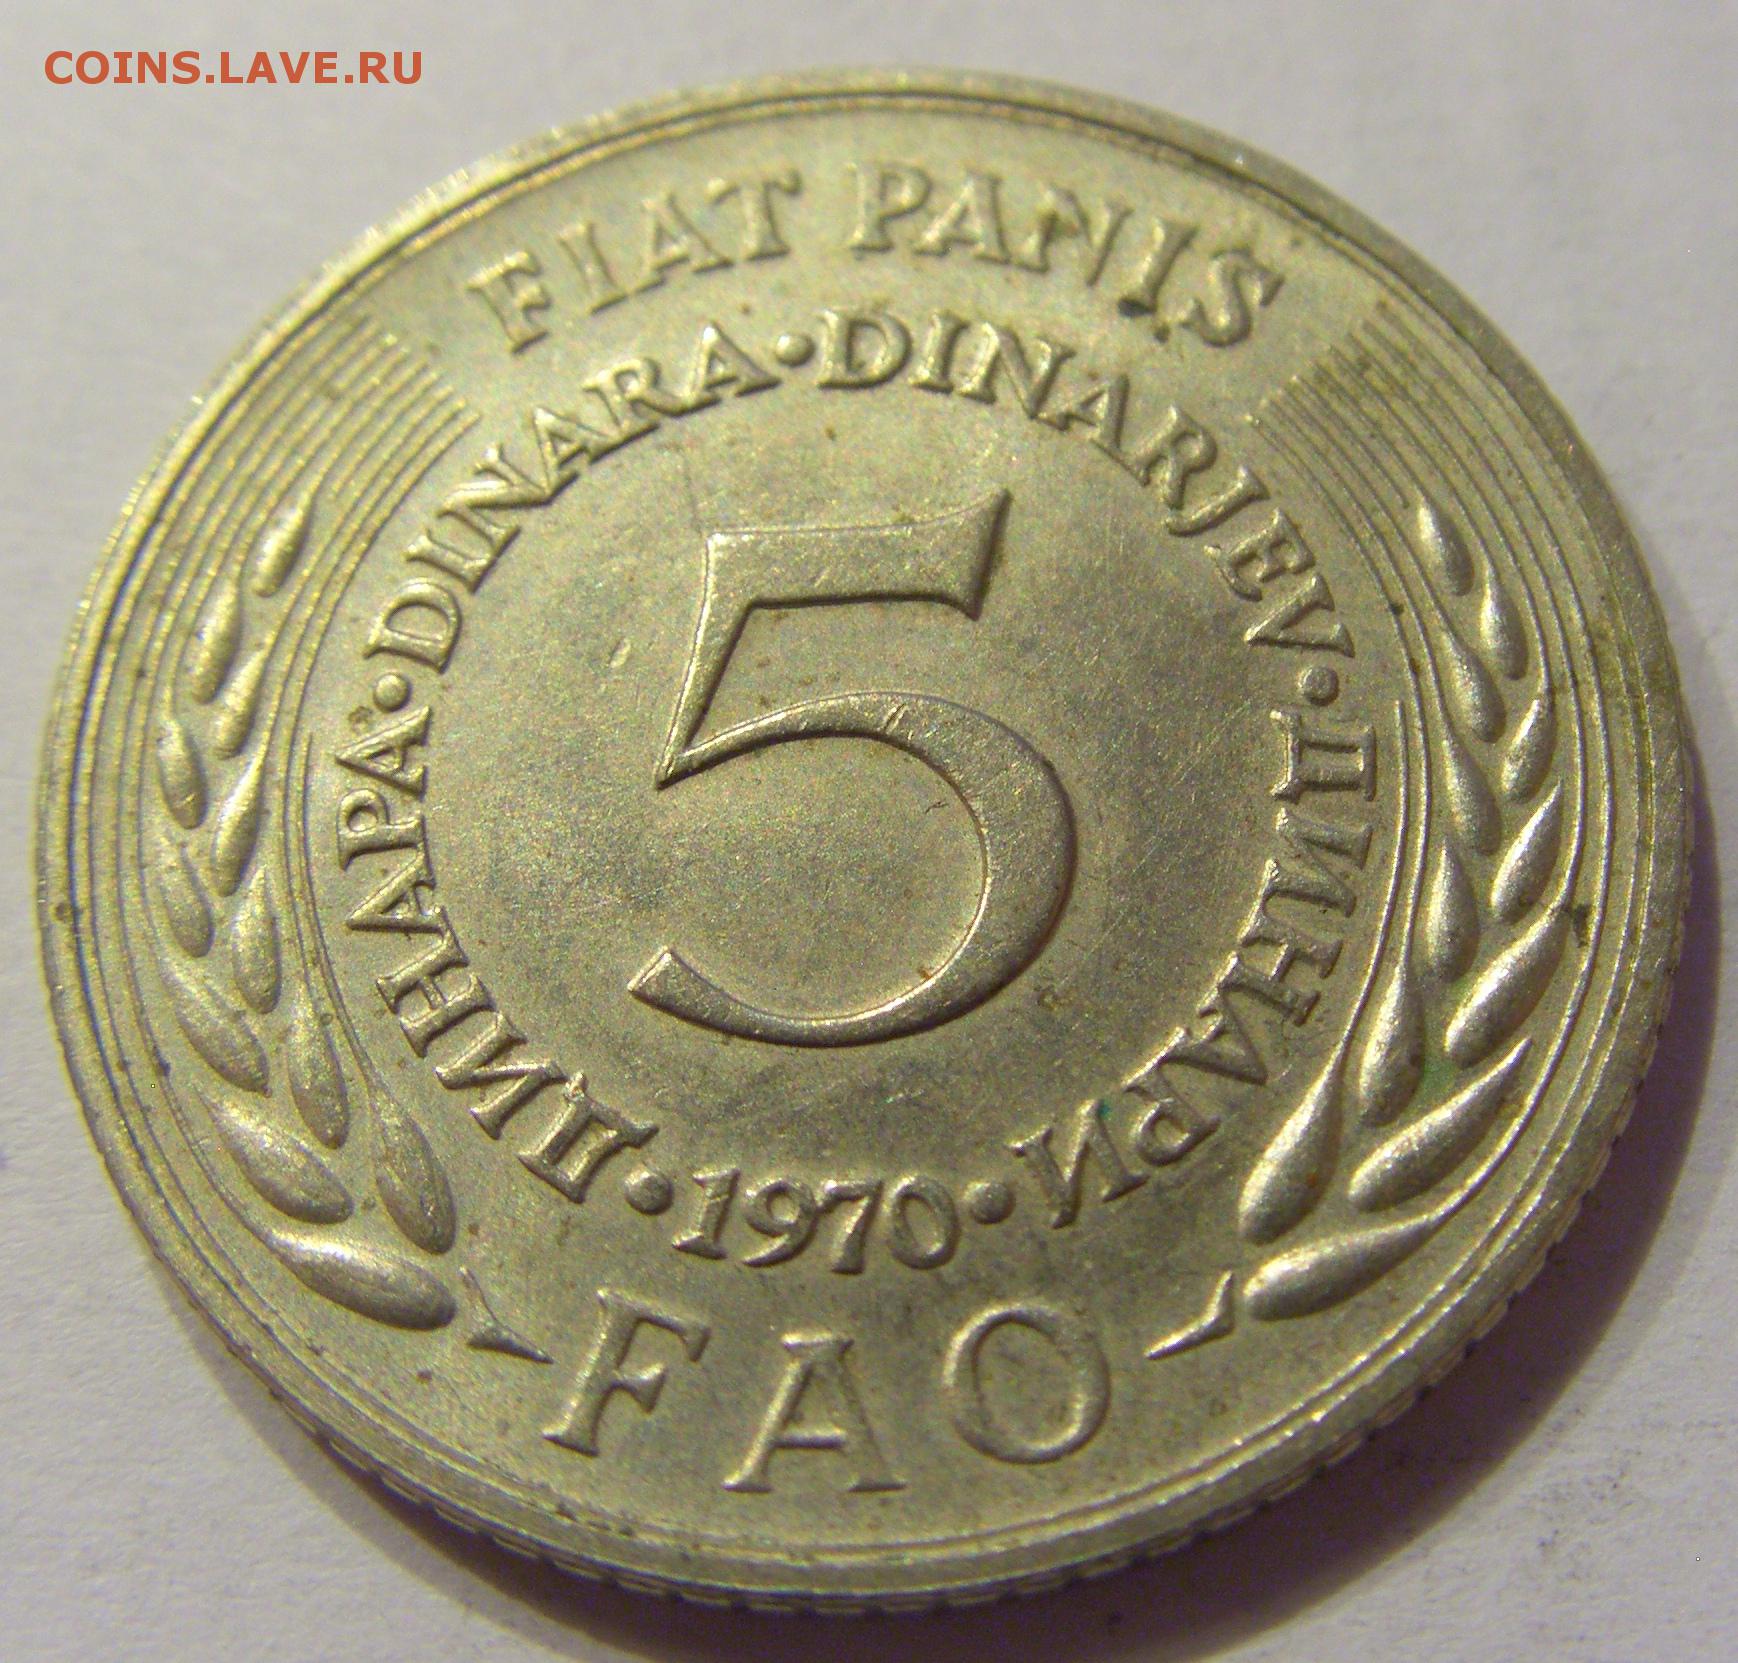 COINS.LAVE.RU
FIAT PANIS
ДИНАРА·DINARA·DINARJEV·ДИНАРИ·1970·
5
FAO